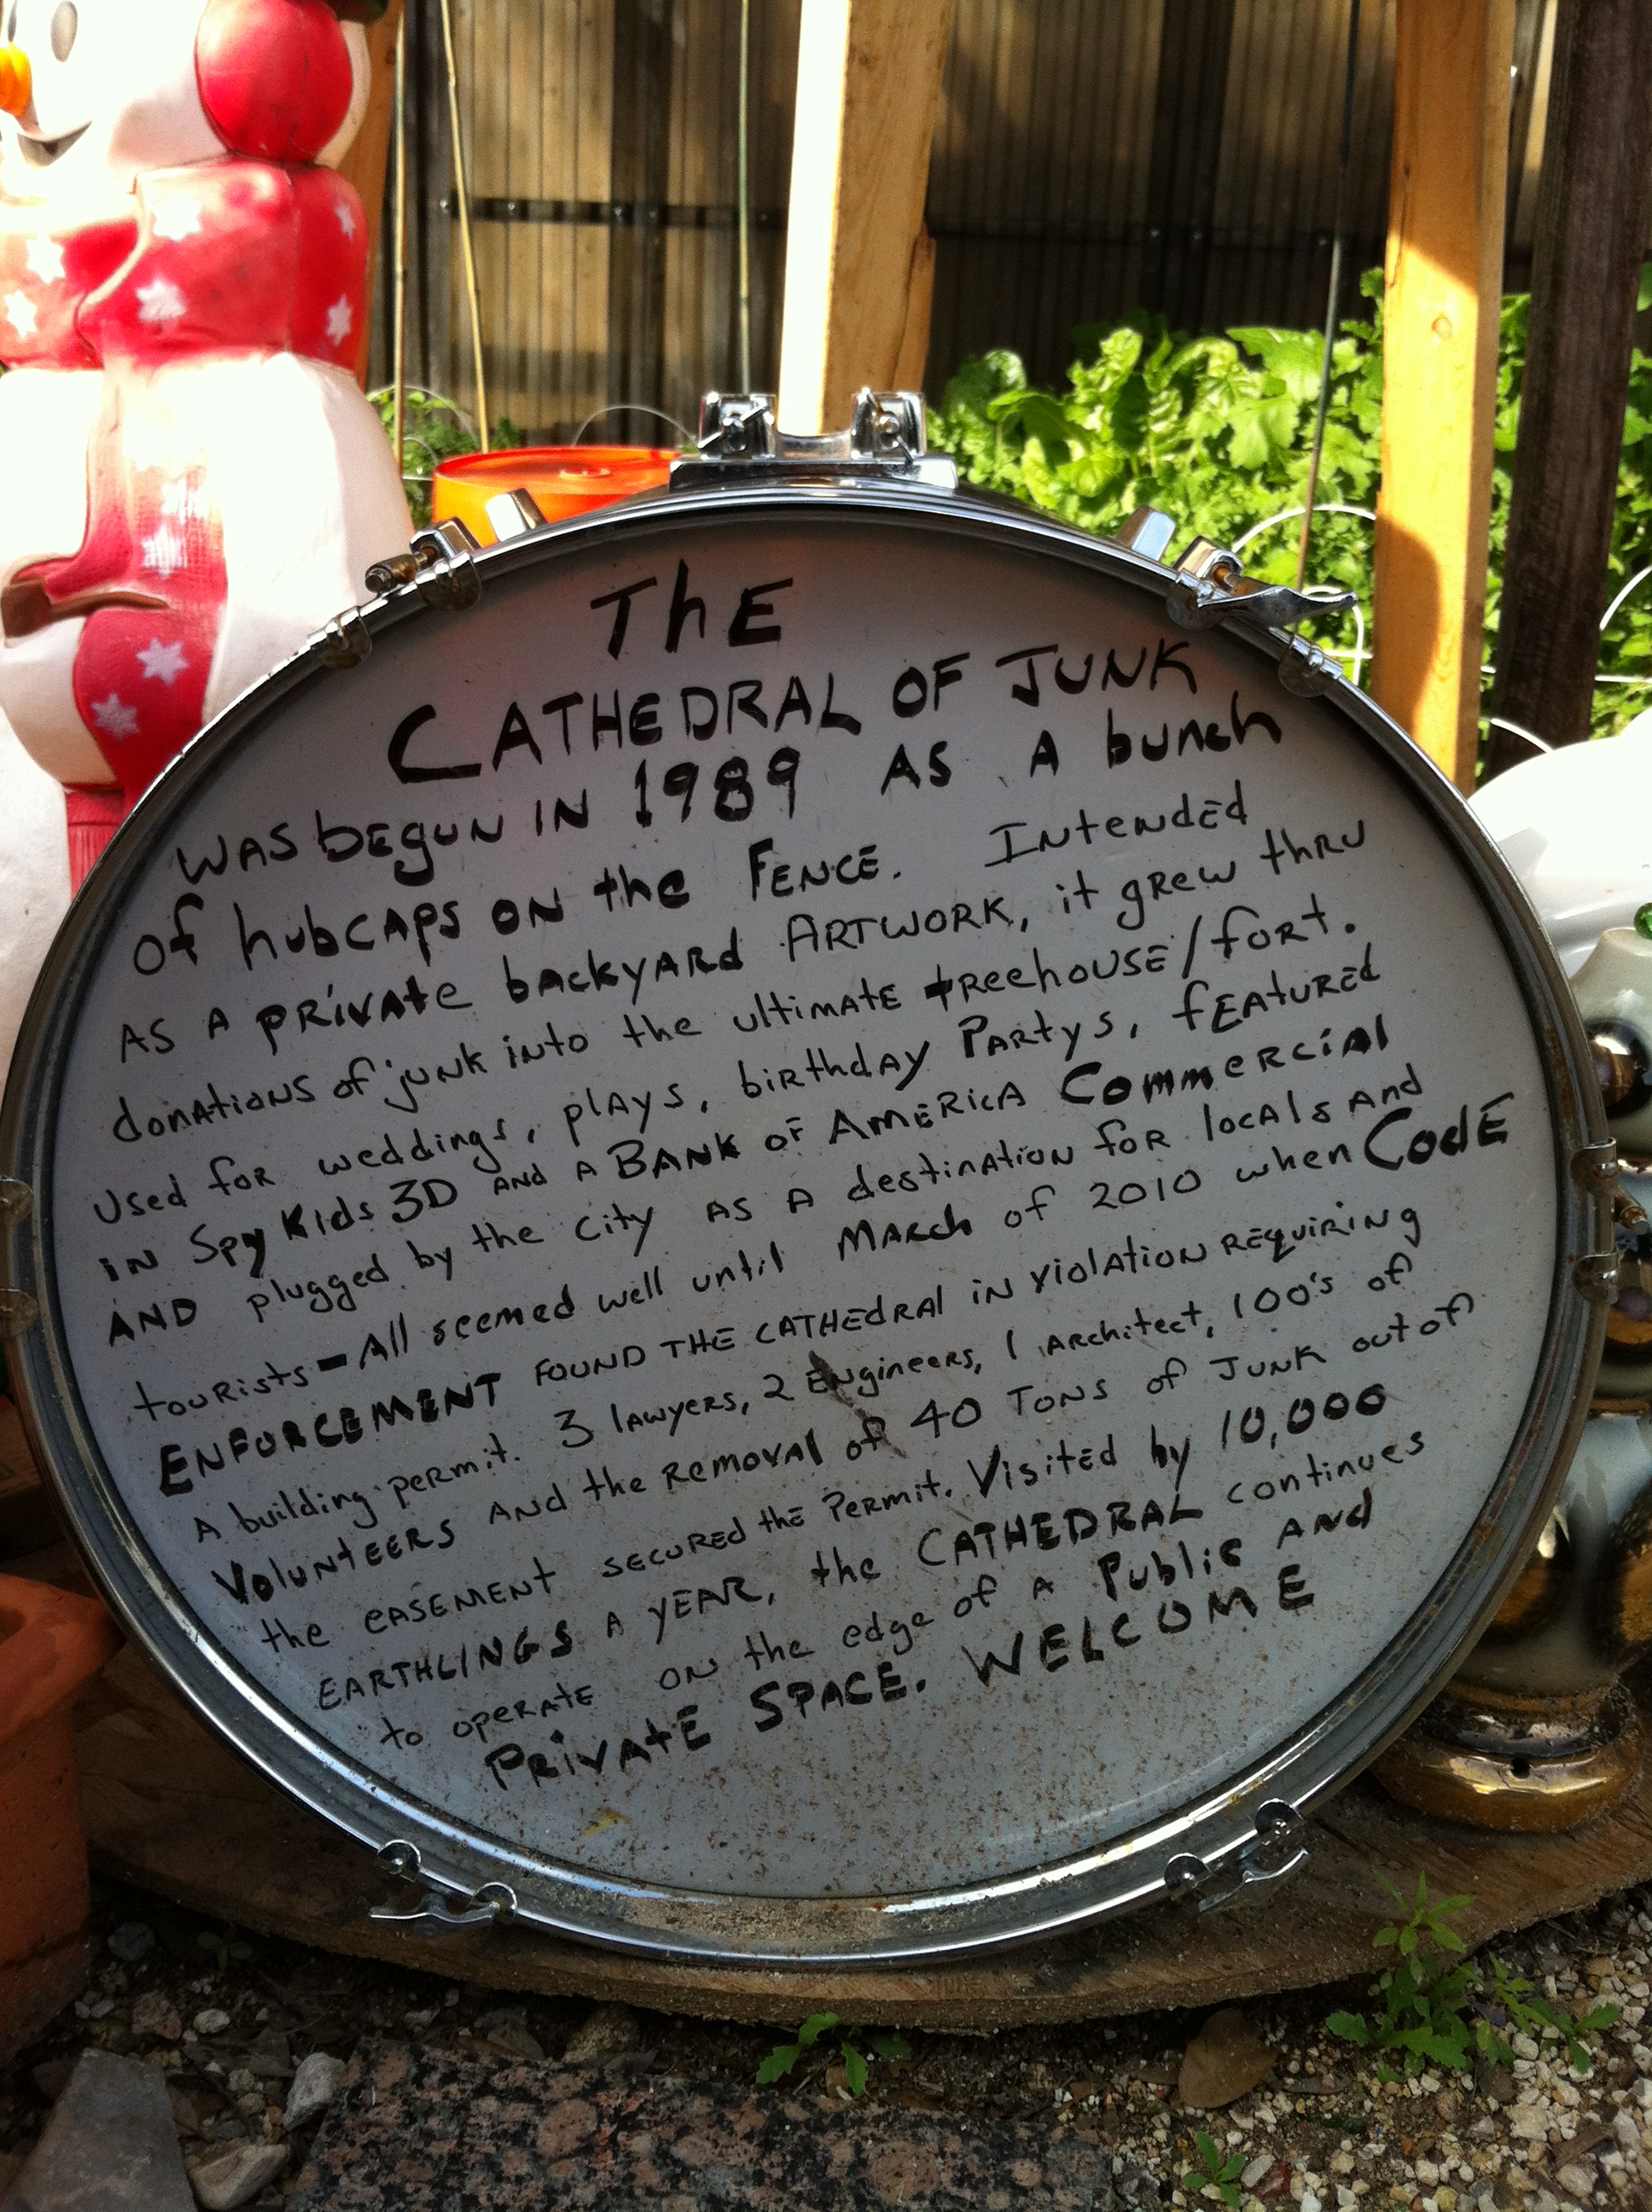 ThE
CATHEDRAL OF JUNK
WAS bEgUN IN 1989 AS A bunch
of hubCAPS ON the FENCE. Intended
AS A PRivate backyard ARTWORK, it grew thru
donations of junk into the ultimate treehouse/fort.
Used for weddings, plays, birthday Partys, featured
in Spy Kids 3D AND A BANK OF AMERICA Commercial
AND plugged by the City AS A destination for locals And
tourists - All seemed well until March of 2010 when CodE
ENFORCEMENT FOUND THE CATHEdRAl in violation REQuiRing
A building permit. 3 lAwyers, 2 Engineers, 1 ARchitect, 100's of
VOlunTEERS And the Removal of 40 Tons of Junk out of
the EASEMENT SECURED the Permit. Visited by 10,000
EARTHLINGS A YEAR, the CATHEDRAL continues
to operate on the edge of A Public And
PRivatE SPACE. WELCOME